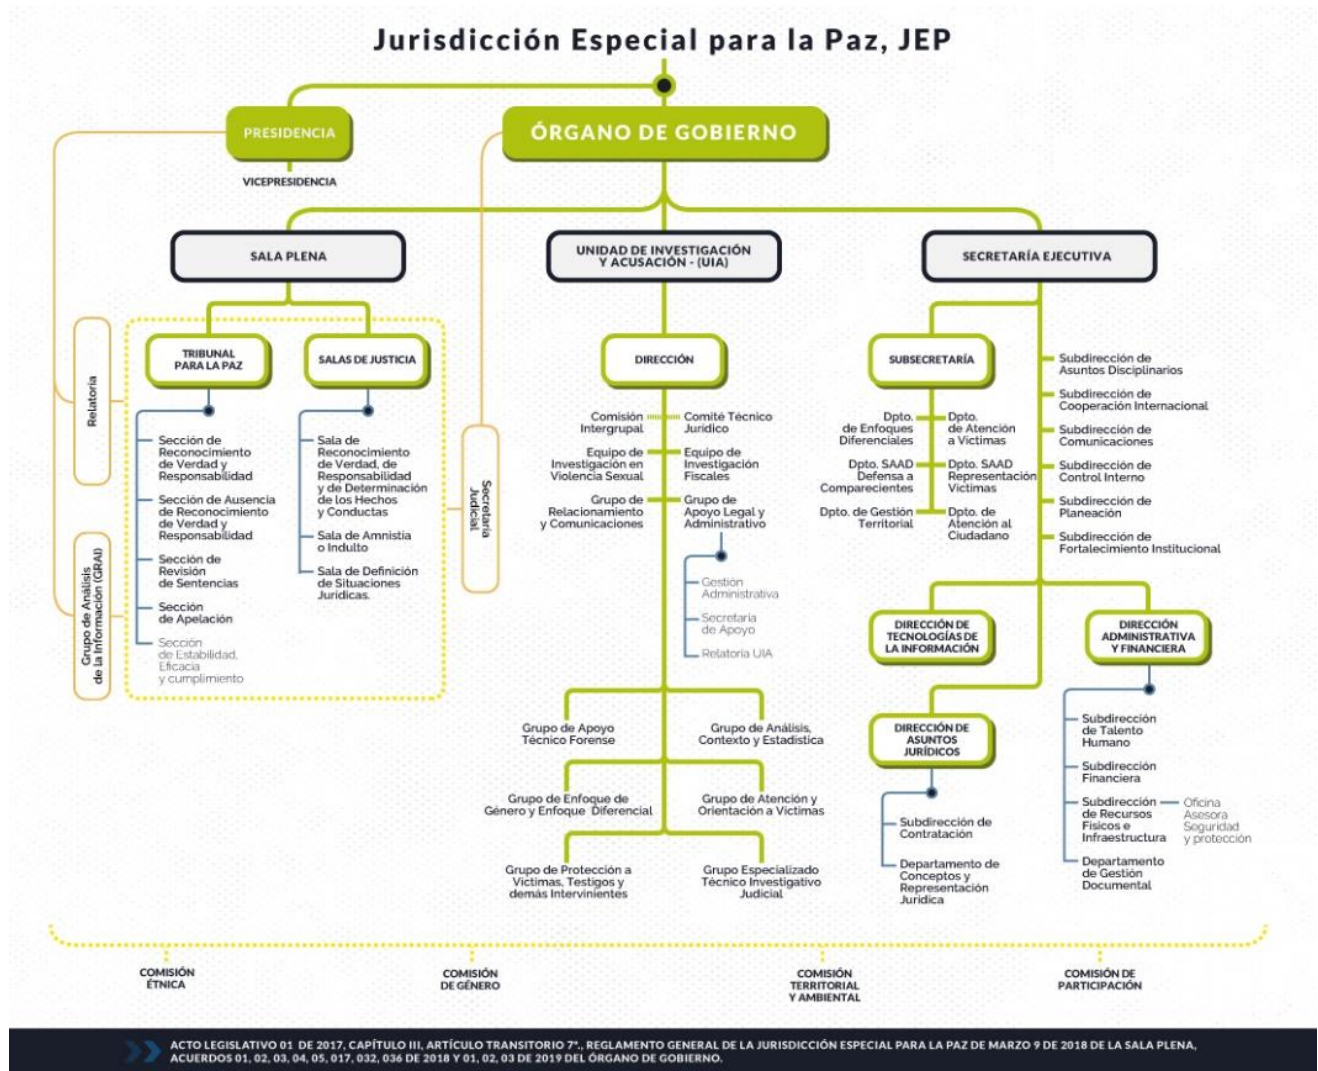 Jurisdicción Especial para la Paz, JEP
PRESIDENCIA
ÓRGANO DE GOBIERNO
VICEPRESIDENCIA
SALA PLENA
UNIDAD DE INVESTIGACIÓN
Y ACUSACIÓN - (UIA)
SECRETARÍA EJECUTIVA
Relatoría
Grupo de Análisis
de la Información (GRAI)
TRIBUNAL
PARA LA PAZ
SALAS DE JUSTICIA
Sección de
Reconocimiento
de Verdad y
Responsabilidad
Sección de Ausencia
de Reconocimiento
de Verdad y
Responsabilidad
Sección de
Revisión
de Sentencias
Sección
de Apelación
Sección
de Estabilidad,
Eficacia
y cumplimiento
Sala de
Reconocimiento
de Verdad, de
Responsabilidad
y de Determinación
de los Hechos
y Conductas
Sala de Amnistía
o Indulto
Sala de Definición
de Situaciones
Jurídicas.
Secretaría
Judicial
DIRECCIÓN
Comisión
Intergrupal
Comité Técnico
Jurídico
Equipo de
Investigación en
Violencia Sexual
Equipo de
Investigación
Fiscales
Grupo de
Relacionamiento
y Comunicaciones
Grupo de
Apoyo Legal y
Administrativo
Gestión
Administrativa
Secretaria
de Apoyo
Relatoría UIA
Grupo de Apoyo
Técnico Forense
Grupo de Análisis,
Contexto y Estadística
Grupo de Enfoque de
Género y Enfoque Diferencial
Grupo de Atención y
Orientación a Víctimas
Grupo de Protección a
Víctimas, Testigos y
demás Intervinientes
Grupo Especializado
Técnico Investigativo
Judicial
SUBSECRETARÍA
Dpto.
de Enfoques
Diferenciales
Dpto.
de Atención
a Víctimas
Dpto. SAAD
Defensa a
Comparecientes
Dpto. SAAD
Representación
Víctimas
Dpto. de Gestión
Territorial
Dpto. de
Atención al
Ciudadano
Subdirección de
Asuntos Disciplinarios
Subdirección de
Cooperación Internacional
Subdirección de
Comunicaciones
Subdirección de
Control Interno
Subdirección de
Planeación
Subdirección de
Fortalecimiento Institucional
DIRECCIÓN DE
TECNOLOGÍAS DE
LA INFORMACIÓN
DIRECCIÓN
ADMINISTRATIVA
Y FINANCIERA
DIRECCIÓN DE
ASUNTOS
JURÍDICOS
Subdirección de
Contratación
Departamento de
Conceptos y
Representación
Jurídica
Subdirección
de Talento
Humano
Subdirección
Financiera
Subdirección
de Recursos
Físicos e
Infraestructura
Oficina
Asesora
Seguridad
y protección
Departamento
de Gestión
Documental
COMISIÓN
ÉTNICA
COMISIÓN
DE GÉNERO
COMISIÓN
TERRITORIAL
Y AMBIENTAL
COMISIÓN DE
PARTICIPACIÓN
ACTO LEGISLATIVO 01 DE 2017, CAPÍTULO III, ARTÍCULO TRANSITORIO 7°., REGLAMENTO GENERAL DE LA JURISDICCIÓN ESPECIAL PARA LA PAZ DE MARZO 9 DE 2018 DE LA SALA PLENA,
ACUERDOS 01, 02, 03, 04, 05, 017, 032, 036 DE 2018 Y 01, 02, 03 DE 2019 DEL ÓRGANO DE GOBIERNO.